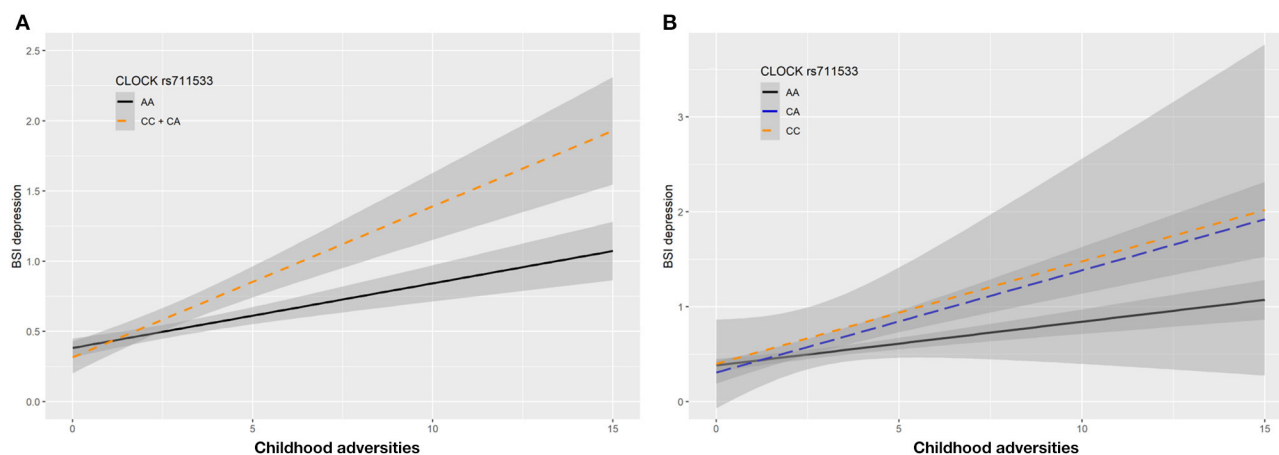 A
BSI depression
2.5
2.0
1.5
1.0
0.5
0.0
CLOCK rs711533
AA
CC + CA
0
5
10
15
Childhood adversities
B
BSI depression
3
2
1
0
CLOCK rs711533
AA
CA
CC
0
5
10
15
Childhood adversities